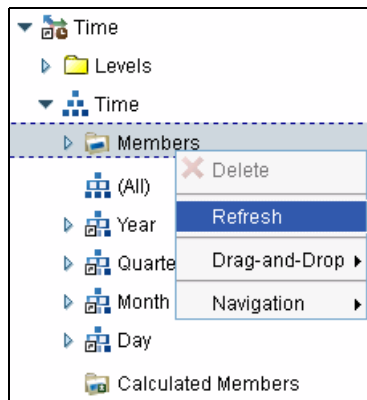 Time
Levels
Time
Members
Delete
(All)
Refresh
Year
Quarte
Drag-and-Drop
Month
Navigation
Day
Calculated Members